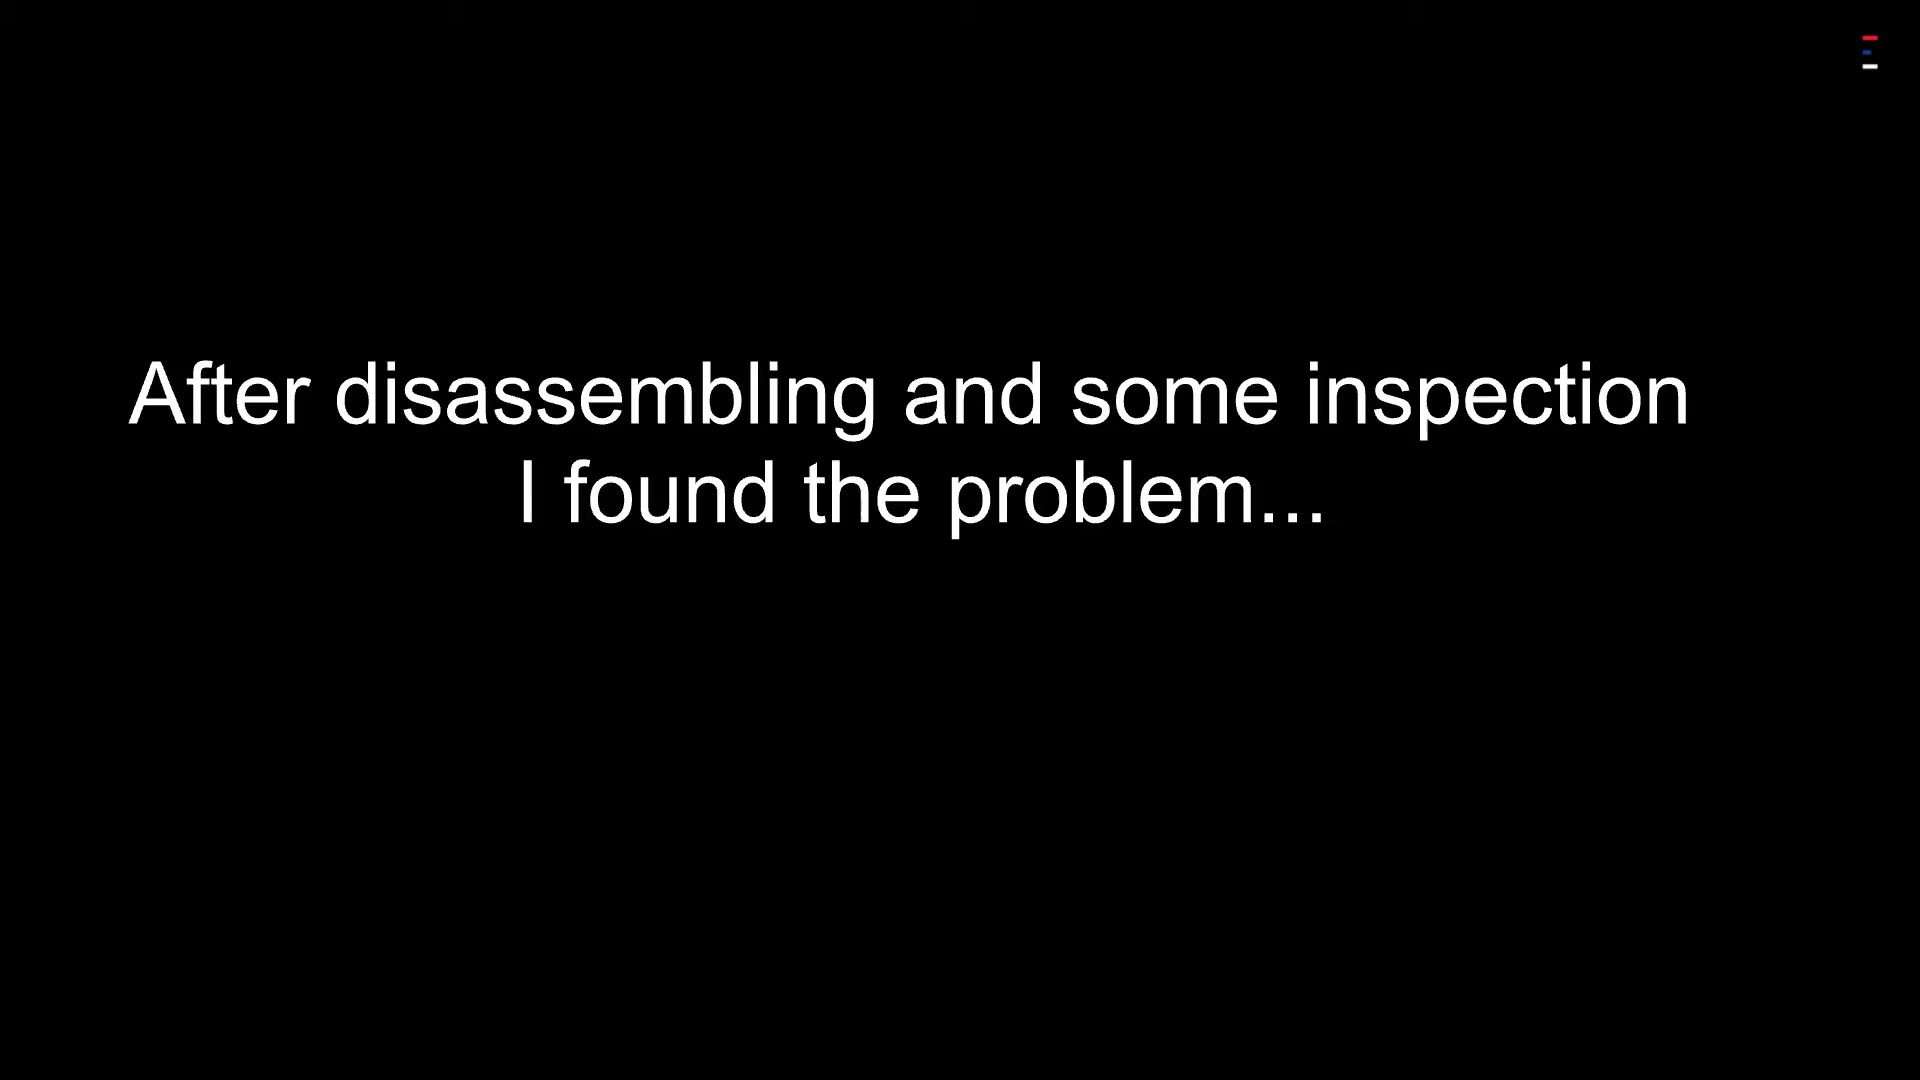 After disassembling and some inspection
I found the problem...